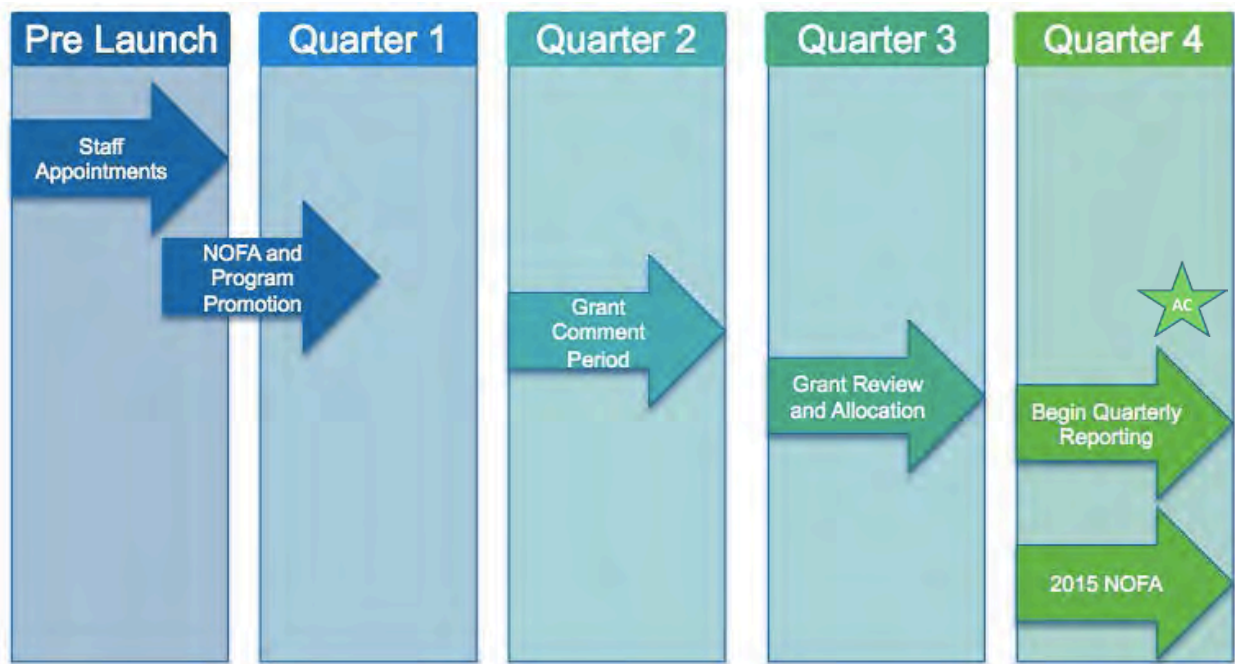 Pre Launch
Quarter 1
Quarter 2
Quarter 3
Quarter 4
Staff
Appointments
NOFA and
Program
Promotion
Grant
Comment
Period
Grant Review
and Allocation
AC
Begin Quarterly
Reporting
2015 NOFA